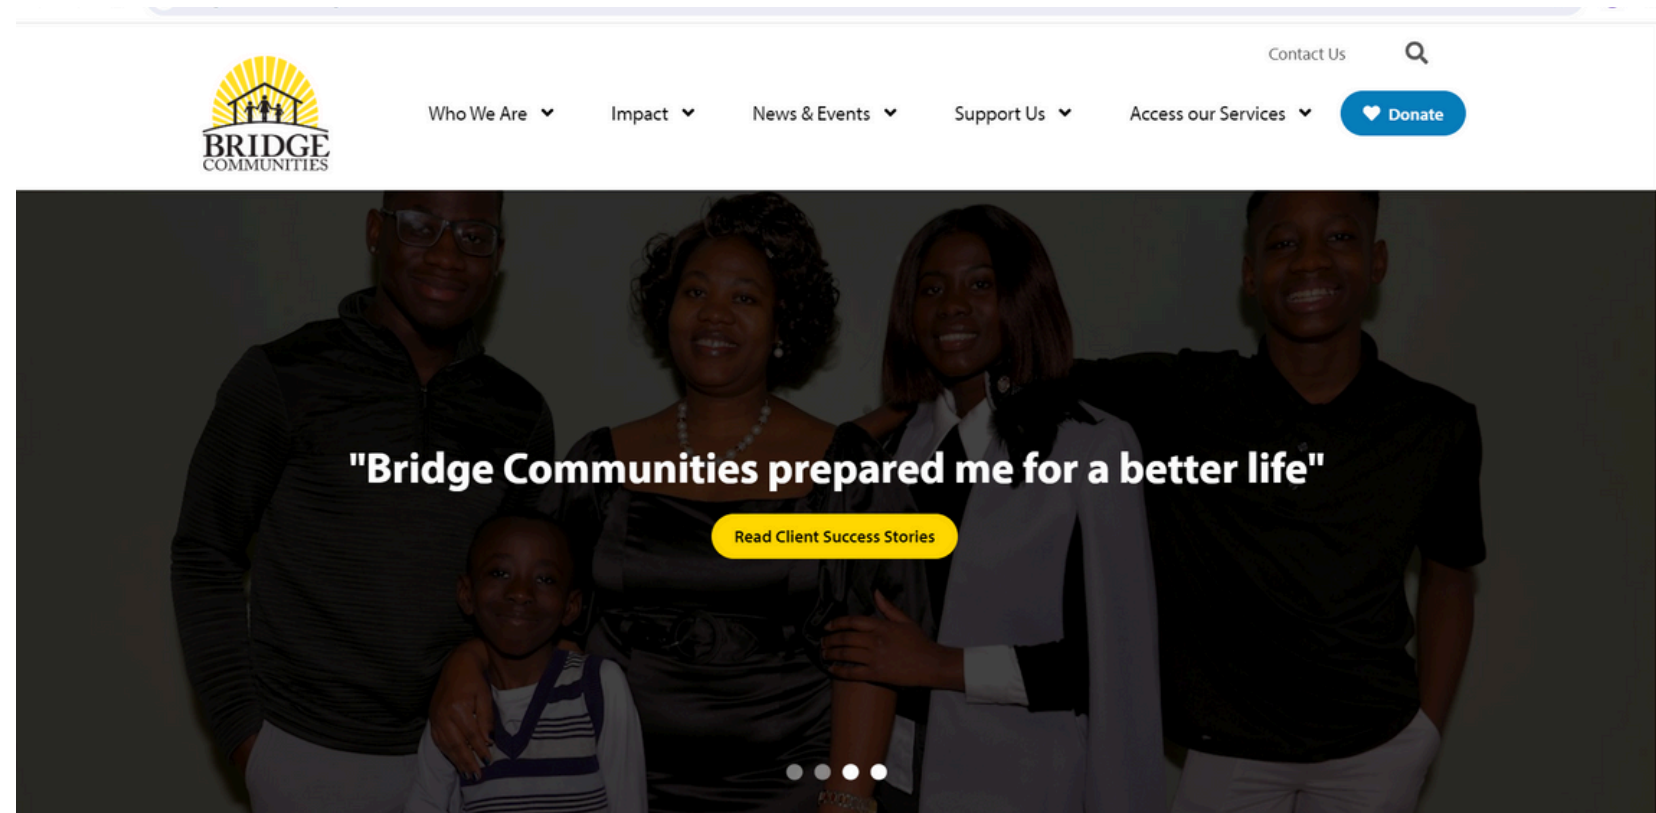 Contact Us
BRIDGE
COMMUNITIES
Who We Are
Impact
News & Events
Support Us
Access our Services
Donate
"Bridge Communities prepared me for a better life"
Read Client Success Stories